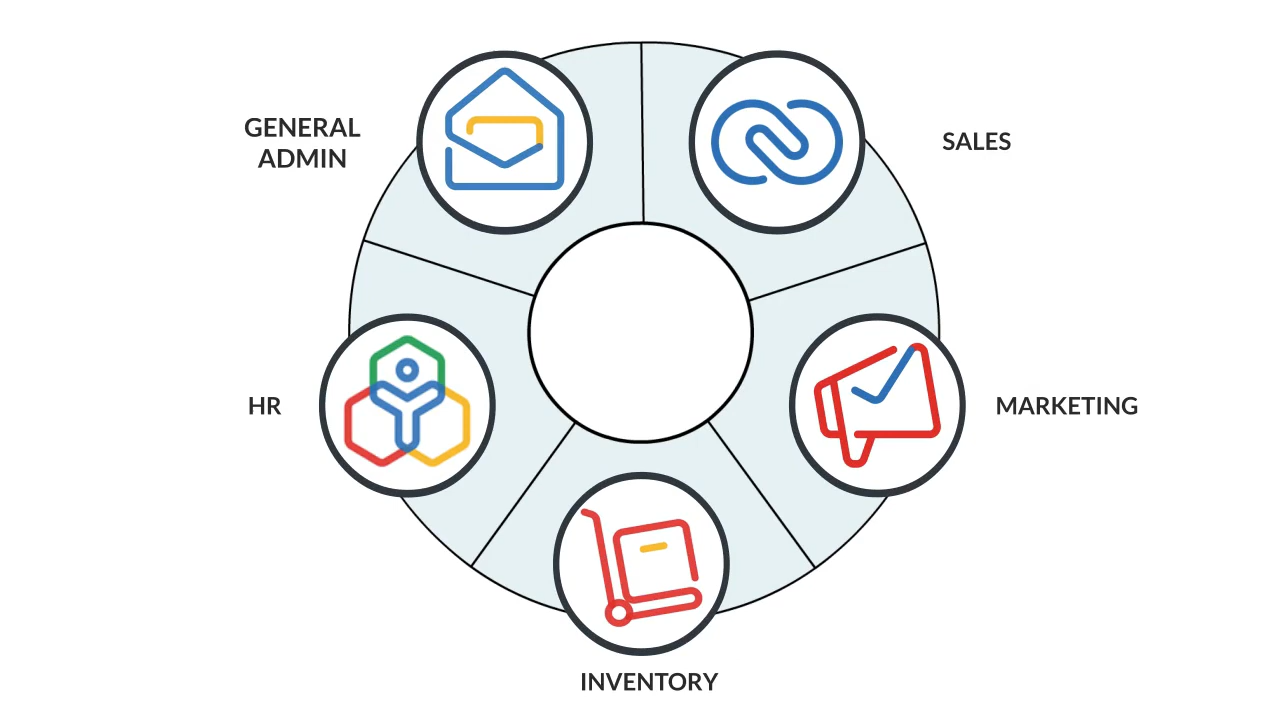 GENERAL
ADMIN
SALES
HR
MARKETING
INVENTORY